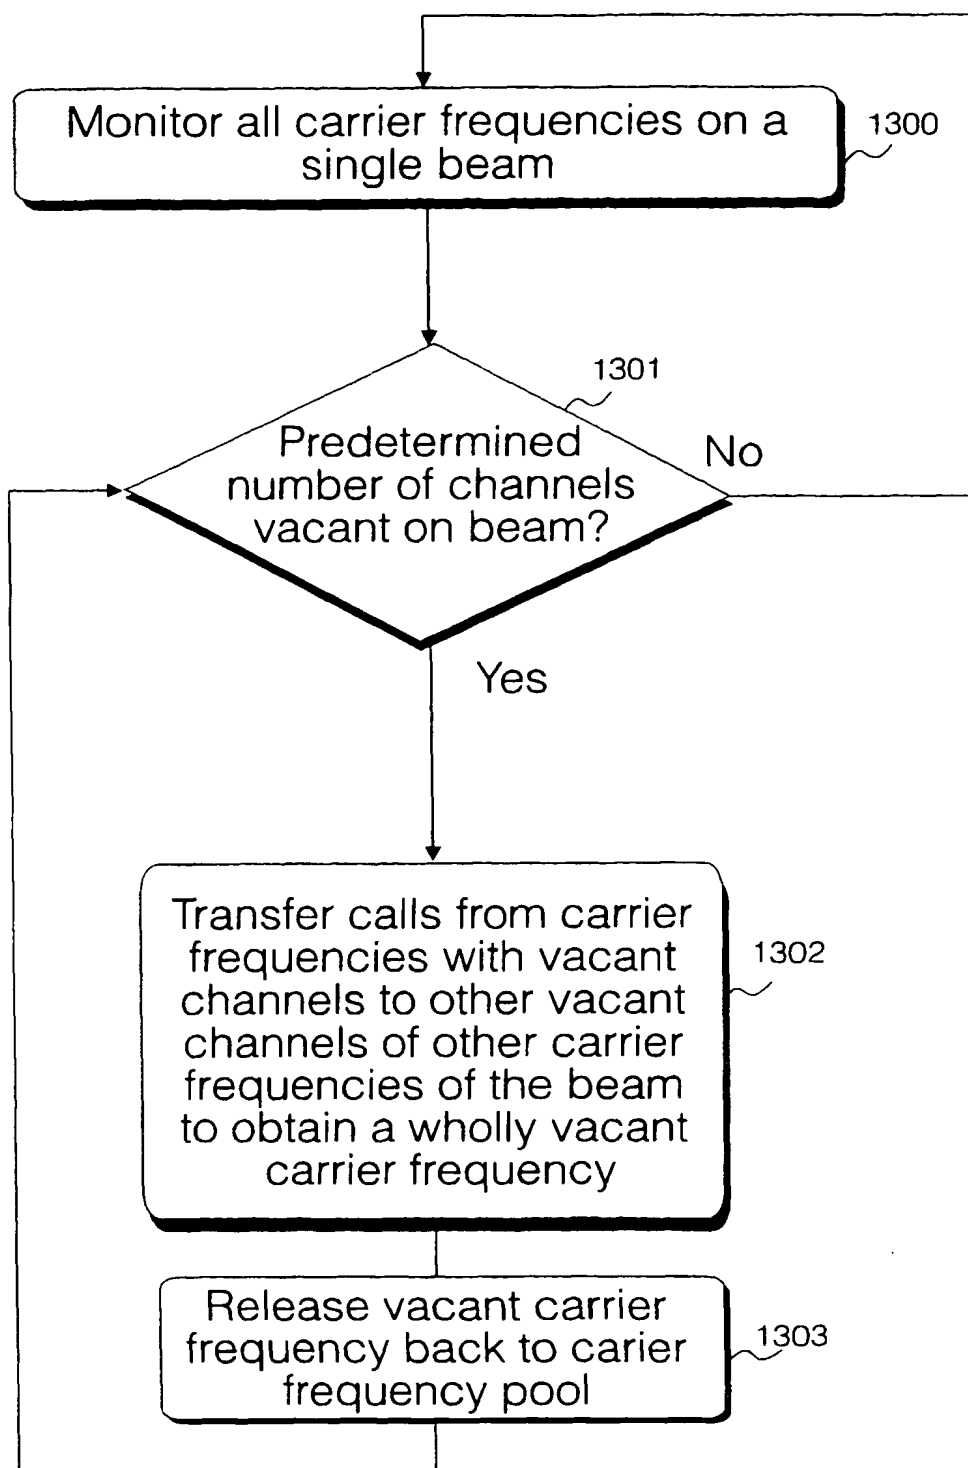 Monitor all carrier frequencies on a
single beam
1300
1301
Predetermined
number of channels
vacant on beam?
No
Yes
Transfer calls from carrier
frequencies with vacant
channels to other vacant
channels of other carrier
frequencies of the beam
to obtain a wholly vacant
carrier frequency
1302
Release vacant carrier
frequency back to carier
frequency pool
1303